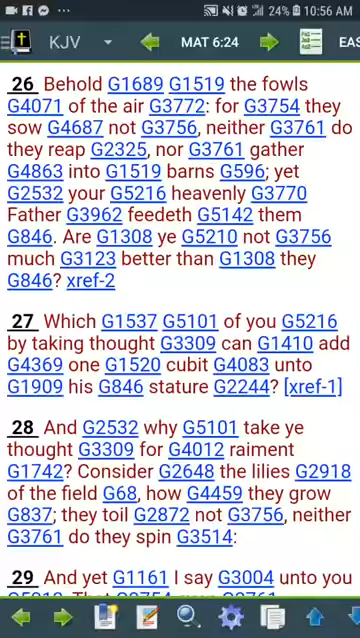 24% 10:56 AM
KJV MAT 6:24 EAS
26 Behold G1689 G1519 the fowls
G4071 of the air G3772: for G3754 they
sow G4687 not G3756, neither G3761 do
they reap G2325, nor G3761 gather
G4863 into G1519 barns G596; yet
G2532 your G5216 heavenly G3770
Father G3962 feedeth G5142 them
G846. Are G1308 ye G5210 not G3756
much G3123 better than G1308 they
G846? xref-2
27 Which G1537 G5101 of you G5216
by taking thought G3309 can G1410 add
G4369 one G1520 cubit G4083 unto
G1909 his G846 stature G2244? [xref-1]
28 And G2532 why G5101 take ye
thought G3309 for G4012 raiment
G1742? Consider G2648 the lilies G2918
of the field G68, how G4459 they grow
G837; they toil G2872 not G3756, neither
G3761 do they spin G3514:
29 And yet G1161 I say G3004 unto you